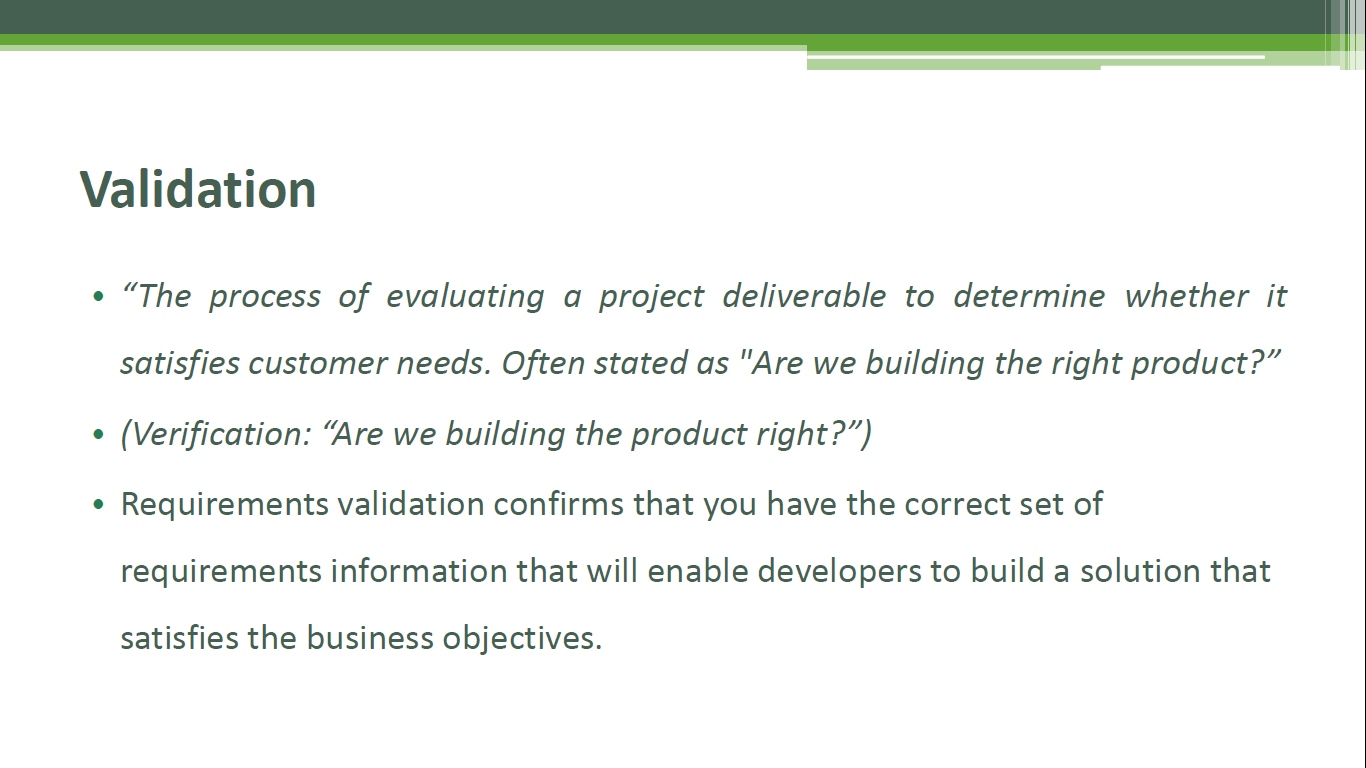 Validation
• “The process of evaluating a project deliverable to determine whether it
satisfies customer needs. Often stated as "Are we building the right product?”
• (Verification: “Are we building the product right?”)
• Requirements validation confirms that you have the correct set of
requirements information that will enable developers to build a solution that
satisfies the business objectives.